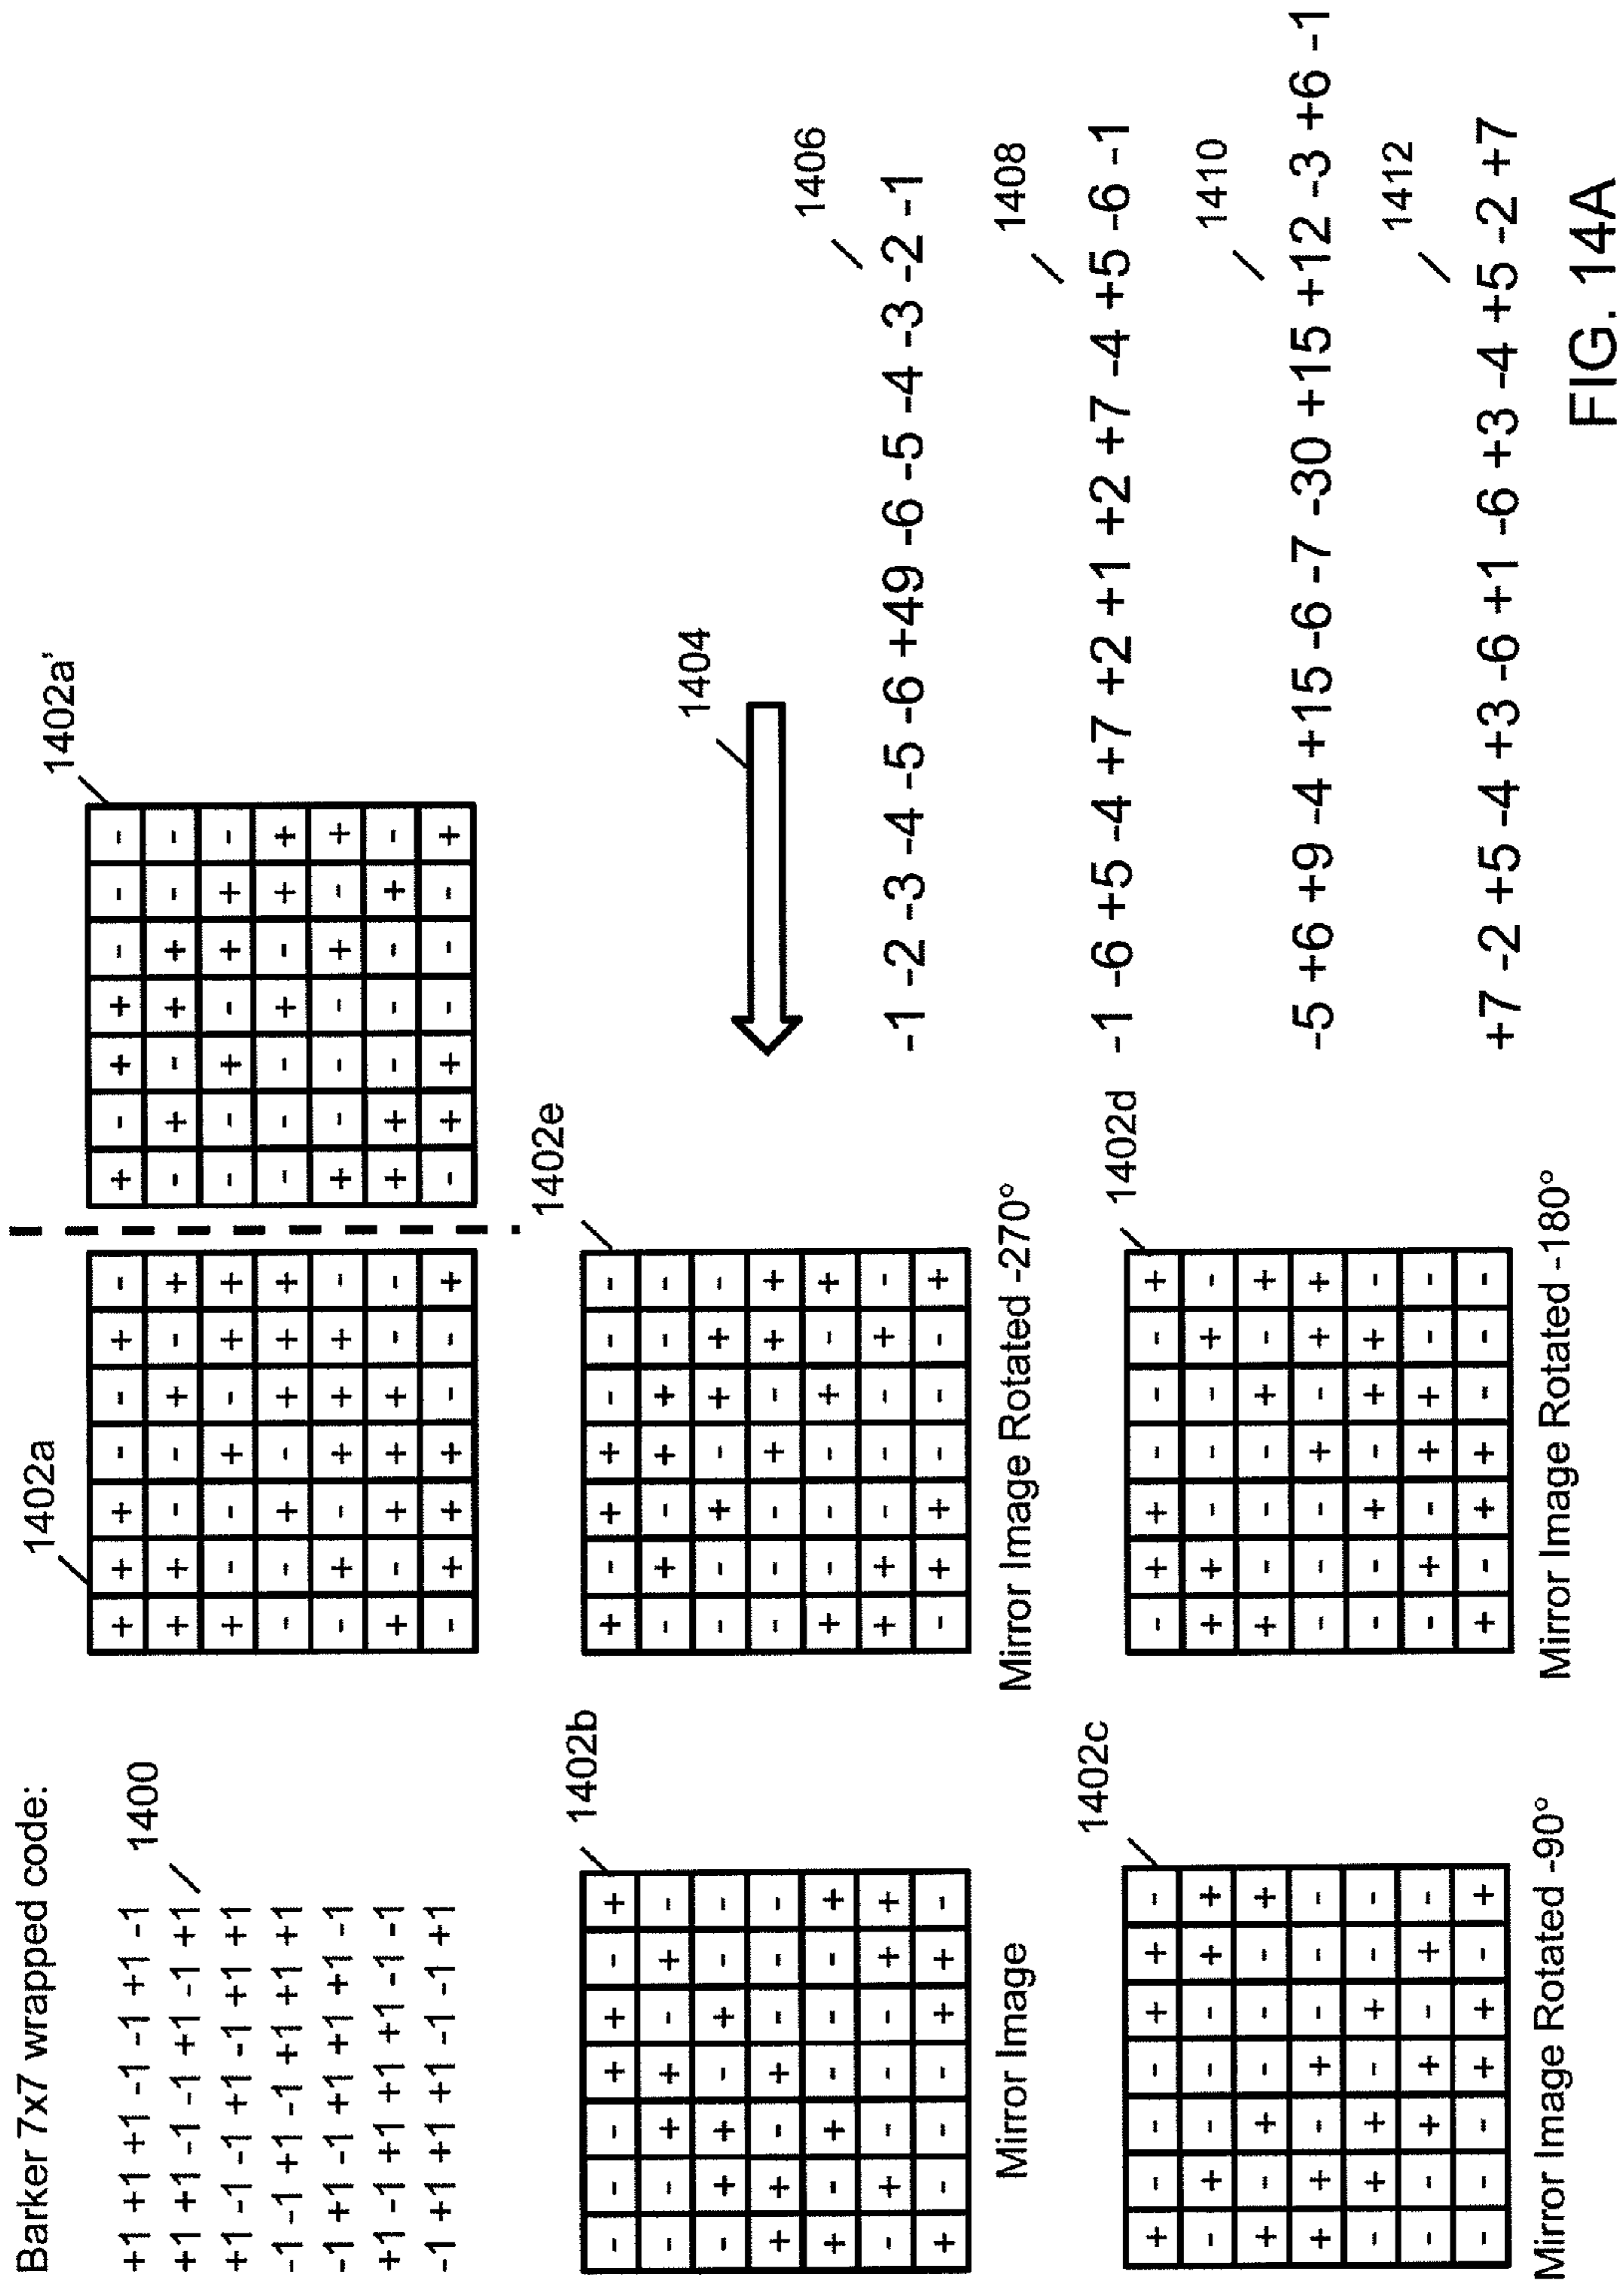 Barker 7x7 wrapped code:
+1 +1 +1 -1 -1 +1 -1
+1 +1 -1 -1 +1 -1 +1
+1 -1 -1 +1 -1 +1 +1
-1 -1 +1 -1 +1 +1 +1
-1 +1 -1 +1 +1 +1 -1
+1 -1 +1 +1 +1 -1 -1
-1 +1 +1 +1 -1 -1 +1
1400
1402a
+ + + - - + -
+ + - - + - +
+ - - + - + +
- - + - + + +
- + - + + + -
+ - + + + - -
- + + + - - +
1402a'
+ - + + - - -
- + - + + - -
- - + - + + -
- - - + - + +
+ - - - + - +
+ + - - - + -
- + + - - - +
1402b
- - - + + - +
- - + + - + -
- + + - + - -
+ + - + - - -
+ - + - - - +
- + - - - + +
+ - - - + + -
Mirror Image
1402e
+ - + + - - -
- + - + + - -
- - + - + + -
- - - + - + +
+ - - - + - +
+ + - - - + -
- + + - - - +
Mirror Image Rotated -270°
1402c
+ - - - + + -
- + - - - + +
+ - + - - - +
+ + - + - - -
- + + - + - -
- - + + - + -
- - - + + - +
Mirror Image Rotated -90°
1402d
- + + - - - +
+ + - - - + -
+ - - - + - +
- - - + - + +
- - + - + + -
- + - + + - -
+ - + + - - -
Mirror Image Rotated -180°
1404
1406
-1 -2 -3 -4 -5 -6 +49 -6 -5 -4 -3 -2 -1
1408
-1 -6 +5 -4 +7 +2 +1 +2 +7 -4 +5 -6 -1
1410
-5 +6 +9 -4 +15 -6 -7 -30 +15 +12 -3 +6 -1
1412
+7 -2 +5 -4 +3 -6 +1 -6 +3 -4 +5 -2 +7
FIG. 14A